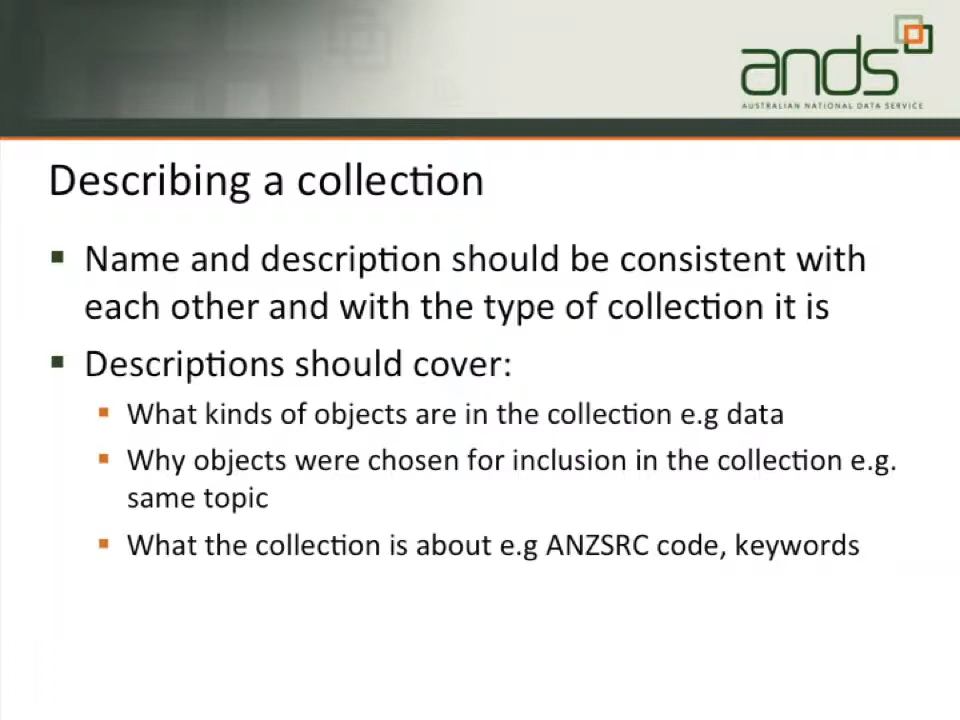 ands
AUSTRALIAN NATIONAL DATA SERVICE
Describing a collection
Name and description should be consistent with
each other and with the type of collection it is
Descriptions should cover:
What kinds of objects are in the collection e.g data
Why objects were chosen for inclusion in the collection e.g.
same topic
What the collection is about e.g ANZSRC code, keywords